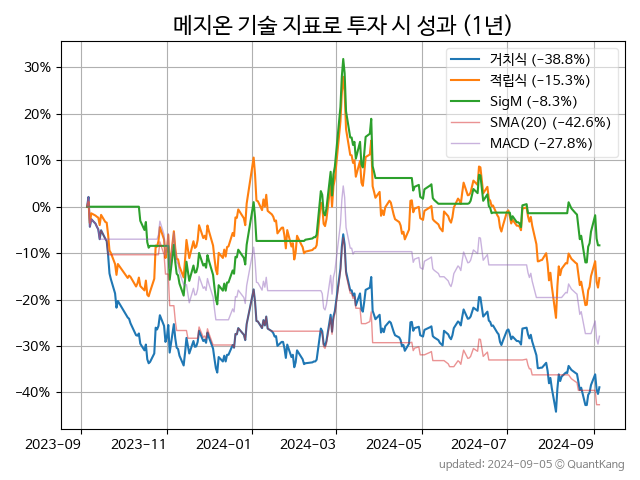 메지온 기술 지표로 투자 시 성과 (1년)
거치식 (−38.8%)
적립식 (−15.3%)
SigM (−8.3%)
SMA(20) (−42.6%)
MACD (−27.8%)
30%
20%
10%
0%
−10%
−20%
−30%
−40%
2023-09 2023-11 2024-01 2024-03 2024-05 2024-07 2024-09
updated: 2024-09-05 © QuantKang